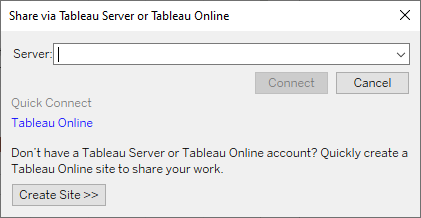 Share via Tableau Server or Tableau Online
Server:
Connect Cancel
Quick Connect
Tableau Online
Don't have a Tableau Server or Tableau Online account? Quickly create a
Tableau Online site to share your work.
Create Site >>